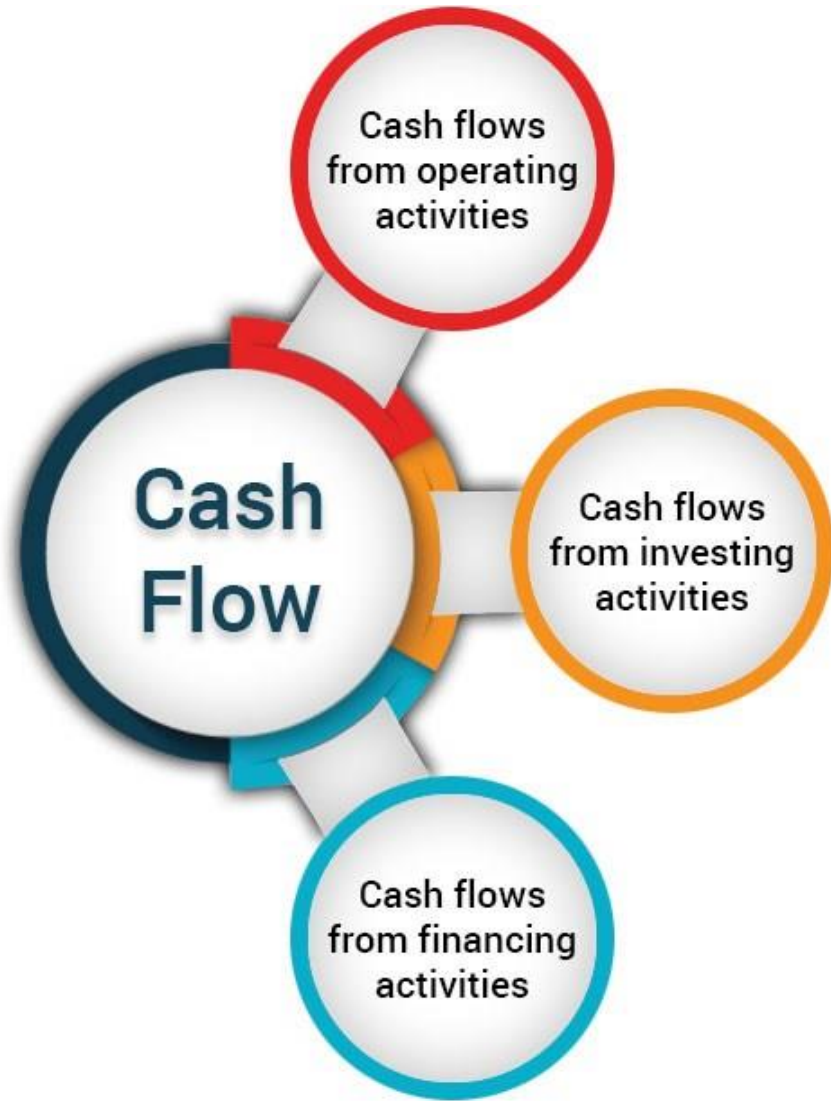 Cash flows
from operating
activities
Cash
Flow
Cash flows
from investing
activities
Cash flows
from financing
activities